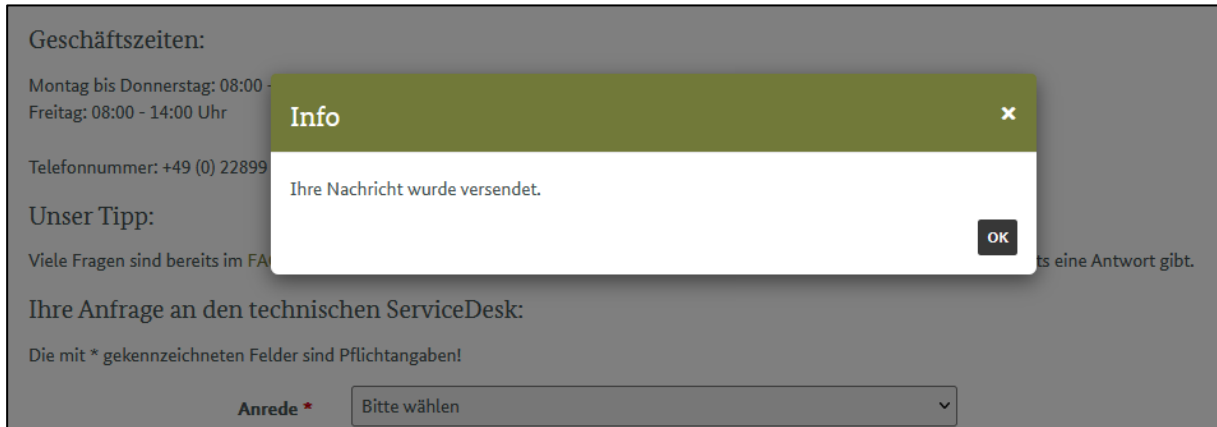 Geschäftszeiten:
Montag bis Donnerstag: 08:00 -
Freitag: 08:00 - 14:00 Uhr
Telefonnummer: +49 (0) 22899
Unser Tipp:
Viele Fragen sind bereits im FA
ts eine Antwort gibt.
Info
×
Ihre Nachricht wurde versendet.
OK
Ihre Anfrage an den technischen ServiceDesk:
Die mit * gekennzeichneten Felder sind Pflichtangaben!
Anrede * Bitte wählen